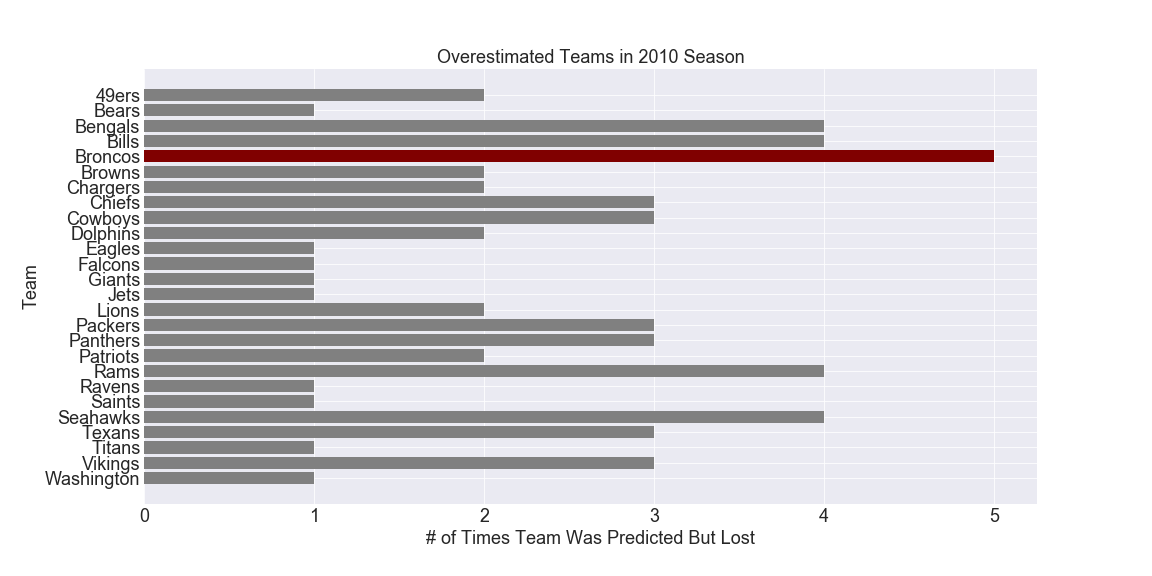 Overestimated Teams in 2010 Season
Team
49ers
Bears
Bengals
Bills
Broncos
Browns
Chargers
Chiefs
Cowboys
Dolphins
Eagles
Falcons
Giants
Jets
Lions
Packers
Panthers
Patriots
Rams
Ravens
Saints
Seahawks
Texans
Titans
Vikings
Washington
0 1 2 3 4 5
# of Times Team Was Predicted But Lost